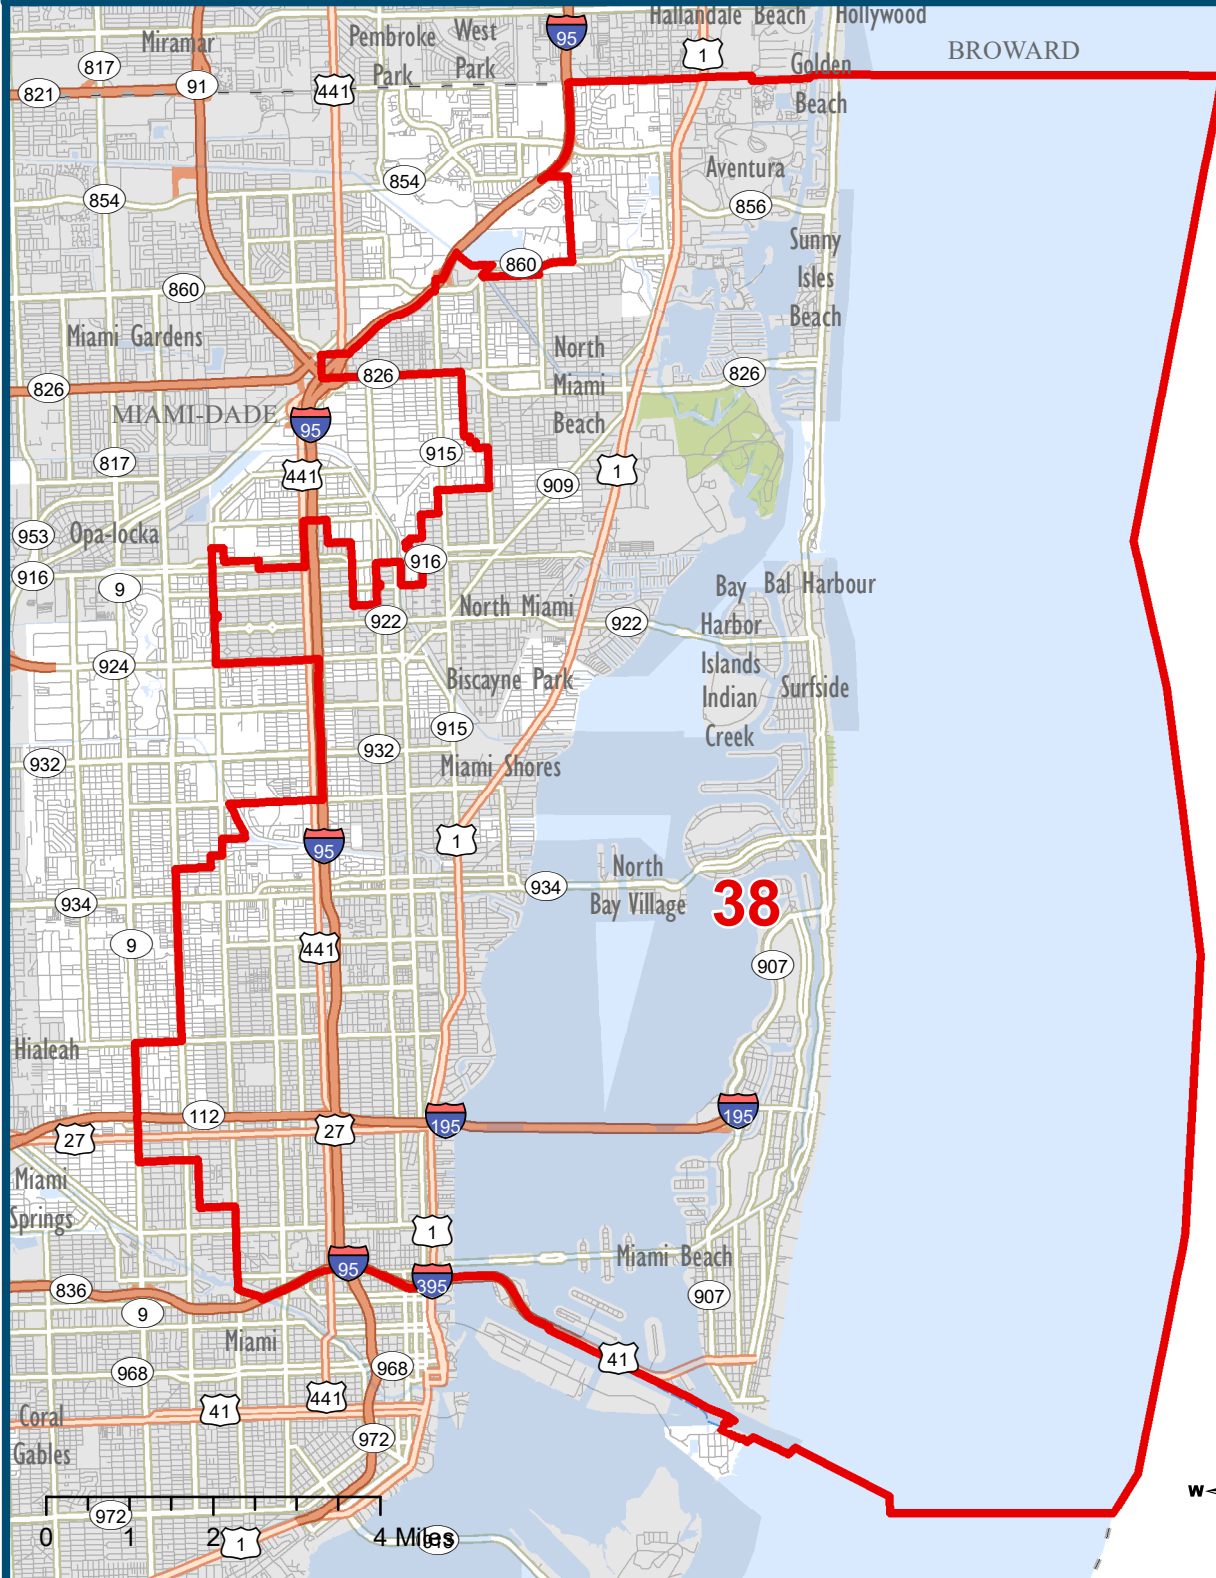 Hallandale Beach
Hollywood
Miramar
Pembroke
Park
West
Park
95
1
BROWARD
817
Golden
Beach
821
91
441
854
Aventura
854
856
Sunny
Isles
Beach
860
860
Miami Gardens
North
Miami
Beach
826
826
826
MIAMI-DADE
95
817
915
441
1
909
953
Opa-locka
916
916
9
Bay
Harbor
Islands
Bal Harbour
North Miami
922
922
924
Biscayne Park
Indian
Creek
Surfside
915
932
932
Miami Shores
95
1
North
Bay Village
934
934
38
9
441
907
Hialeah
112
195
195
27
27
Miami
Springs
1
Miami Beach
95
395
836
907
9
Miami
41
968
968
441
41
Coral
Gables
972
W
972
0
1
2
4 Miles
1
913